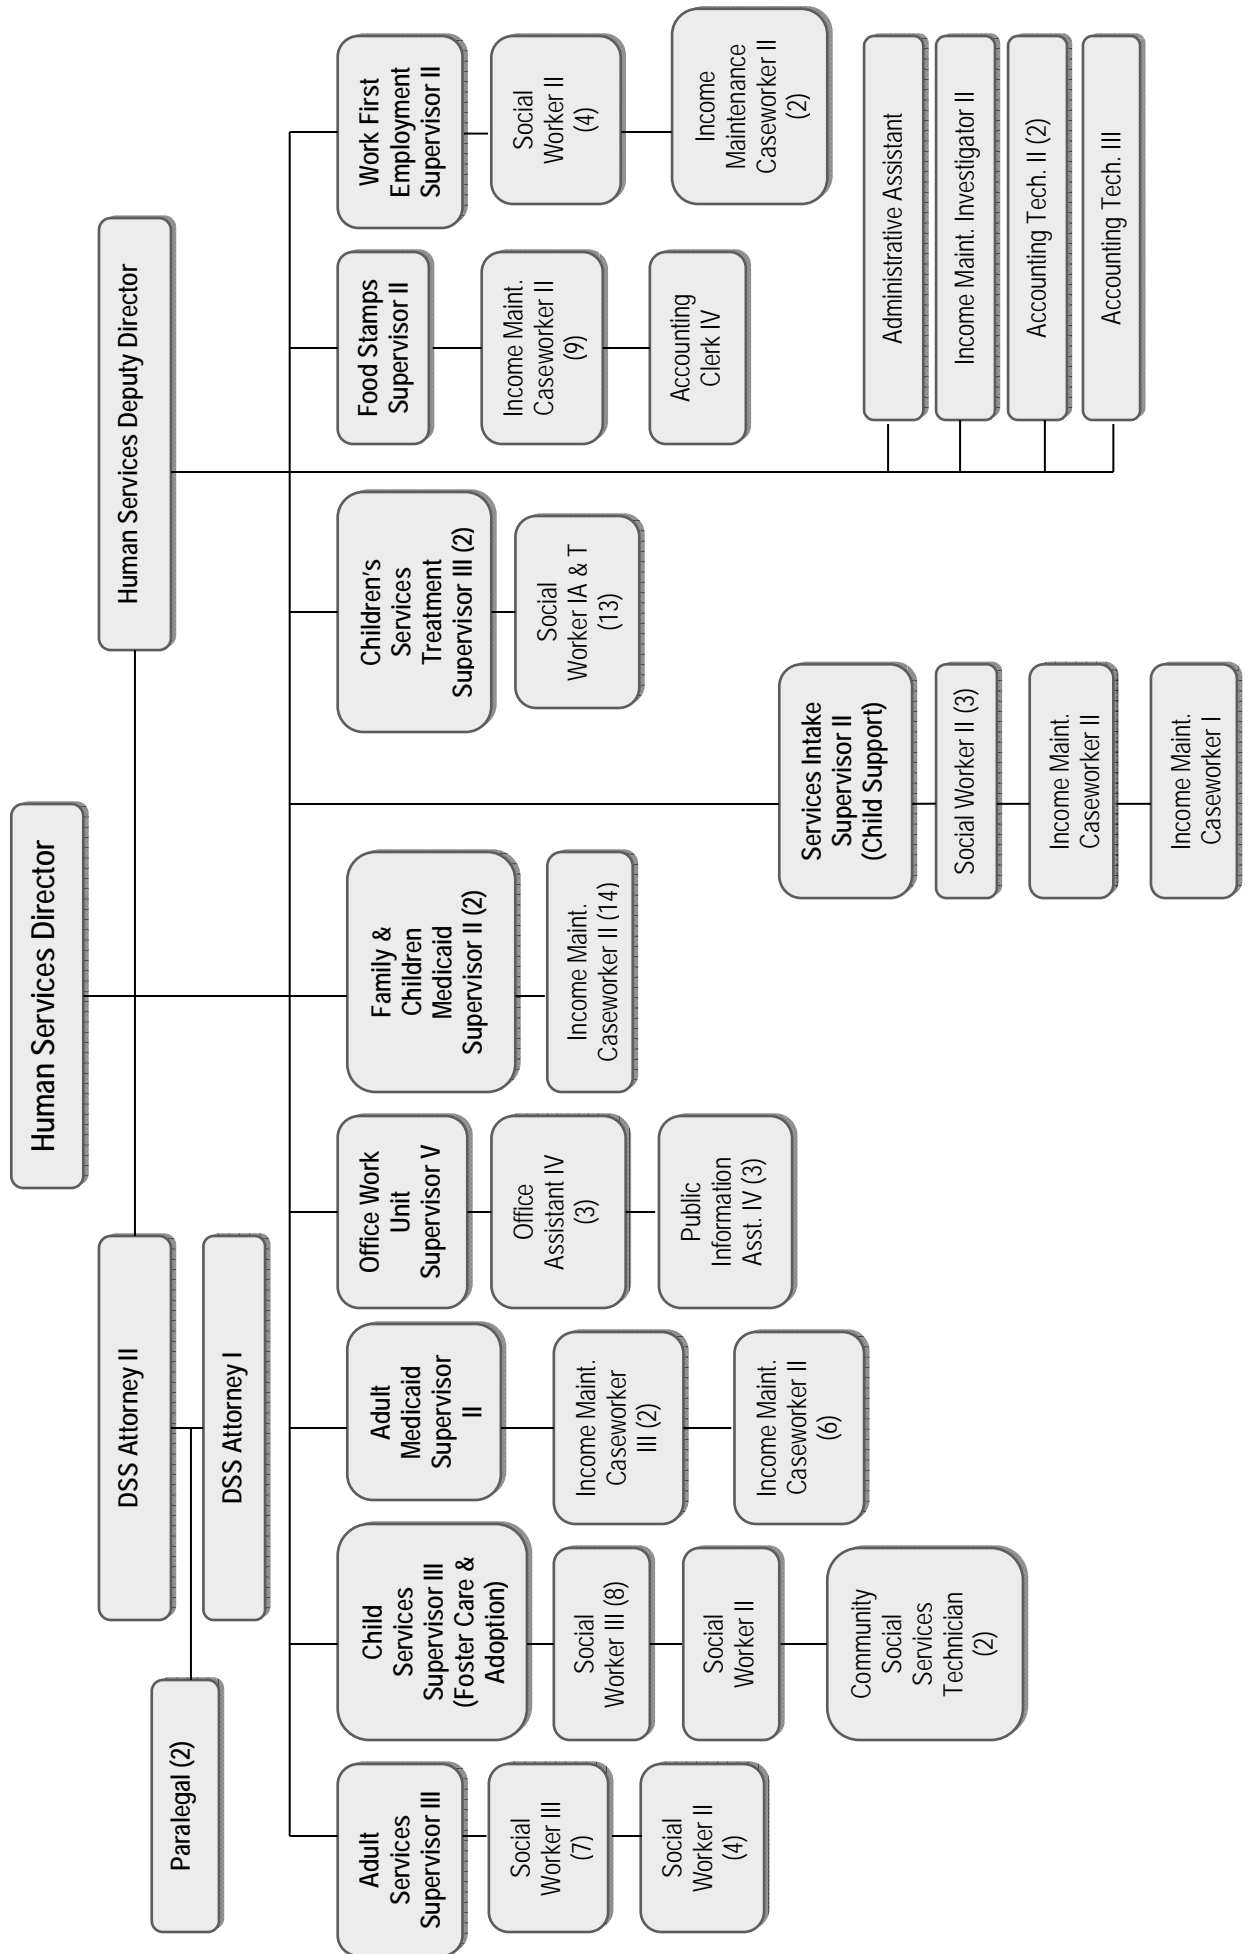 Human Services Director
DSS Attorney II
Human Services Deputy Director
Paralegal (2)
DSS Attorney I
Adult
Services
Supervisor III
Social
Worker III
(7)
Social
Worker II
(4)
Child
Services
Supervisor III
(Foster Care &
Adoption)
Social
Worker III (8)
Social
Worker II
Community
Social
Services
Technician
(2)
Adult
Medicaid
Supervisor
II
Income Maint.
Caseworker
III (2)
Income Maint.
Caseworker II
(6)
Office Work
Unit
Supervisor V
Office
Assistant IV
(3)
Public
Information
Asst. IV (3)
Family &
Children
Medicaid
Supervisor II (2)
Income Maint.
Caseworker II (14)
Services Intake
Supervisor II
(Child Support)
Social Worker II (3)
Income Maint.
Caseworker II
Income Maint.
Caseworker I
Children's
Services
Treatment
Supervisor III (2)
Social
Worker IA & T
(13)
Food Stamps
Supervisor II
Income Maint.
Caseworker II
(9)
Accounting
Clerk IV
Work First
Employment
Supervisor II
Social
Worker II
(4)
Income
Maintenance
Caseworker II
(2)
Administrative Assistant
Income Maint. Investigator II
Accounting Tech. II (2)
Accounting Tech. III